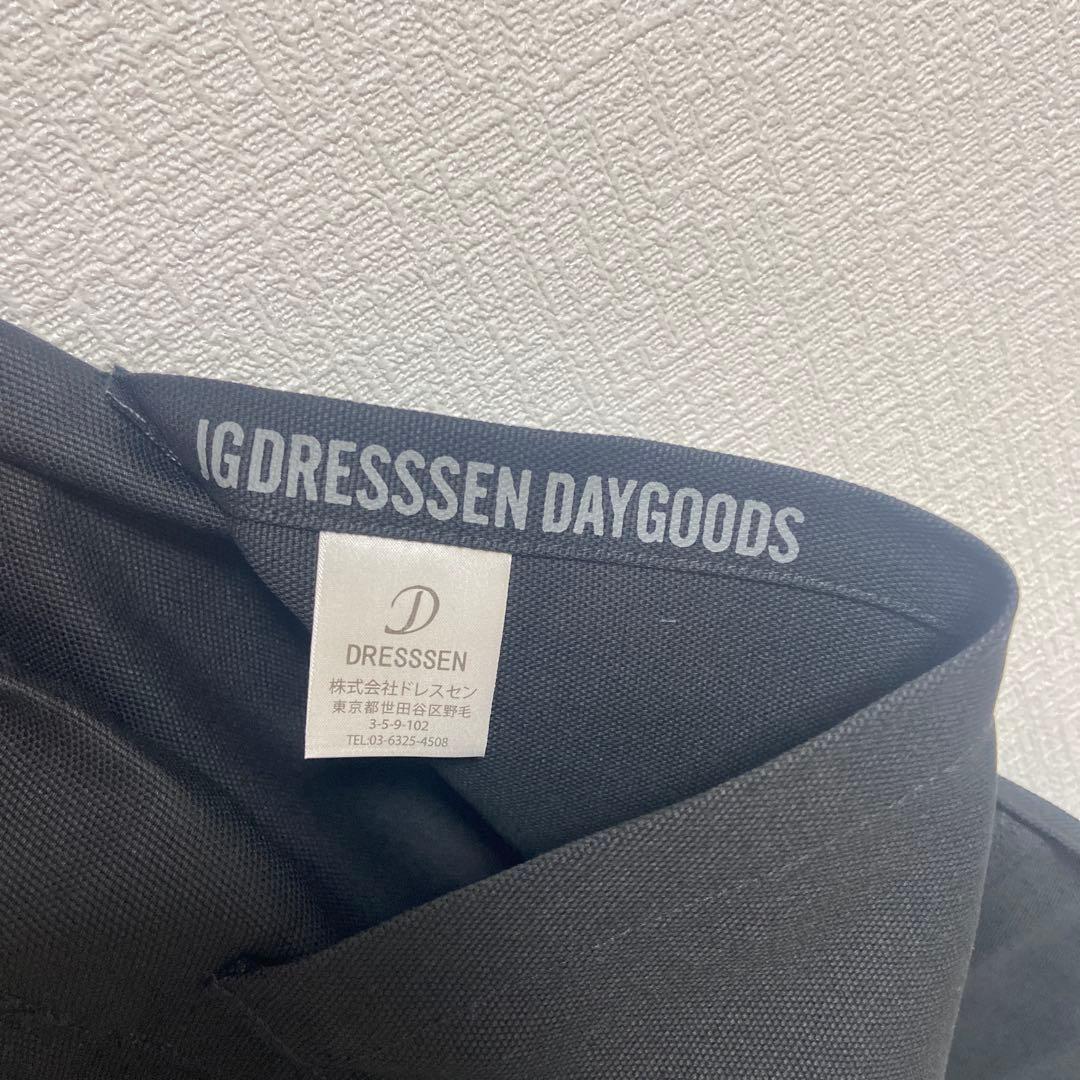 IGDRESSSEN DAYGOODS
D
DRESSSEN
株式会社ドレスセン
東京都世田谷区野毛
3-5-9-102
TEL:03-6325-4508